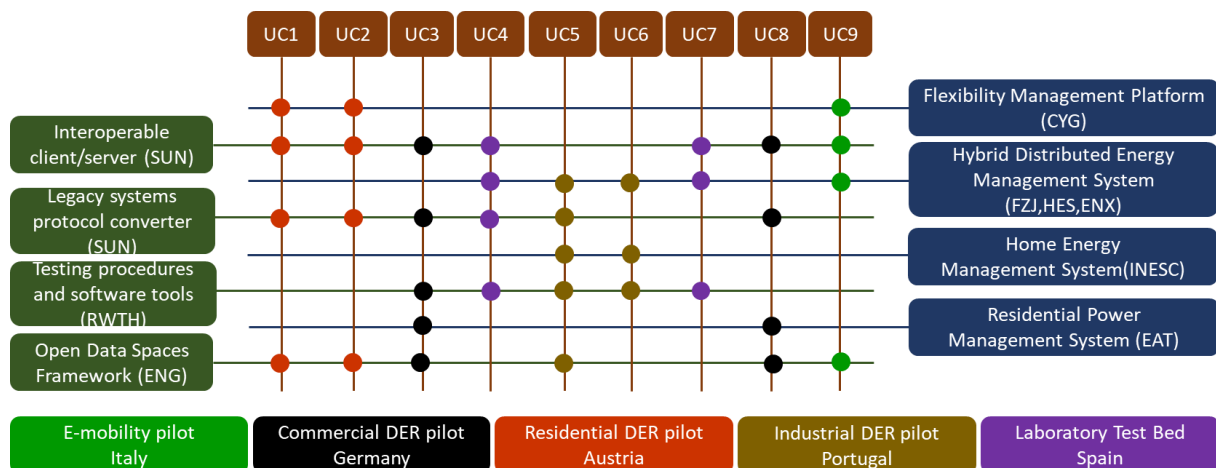 UC1 UC2 UC3 UC4 UC5 UC6 UC7 UC8 UC9
Interoperable
client/server (SUN)
Legacy systems
protocol converter
(SUN)
Testing procedures
and software tools
(RWTH)
Open Data Spaces
Framework (ENG)
Flexibility Management Platform
(CYG)
Hybrid Distributed Energy
Management System
(FZJ,HES,ENX)
Home Energy
Management System(INESC)
Residential Power
Management System (EAT)
E-mobility pilot
Italy
Commercial DER pilot
Germany
Residential DER pilot
Austria
Industrial DER pilot
Portugal
Laboratory Test Bed
Spain